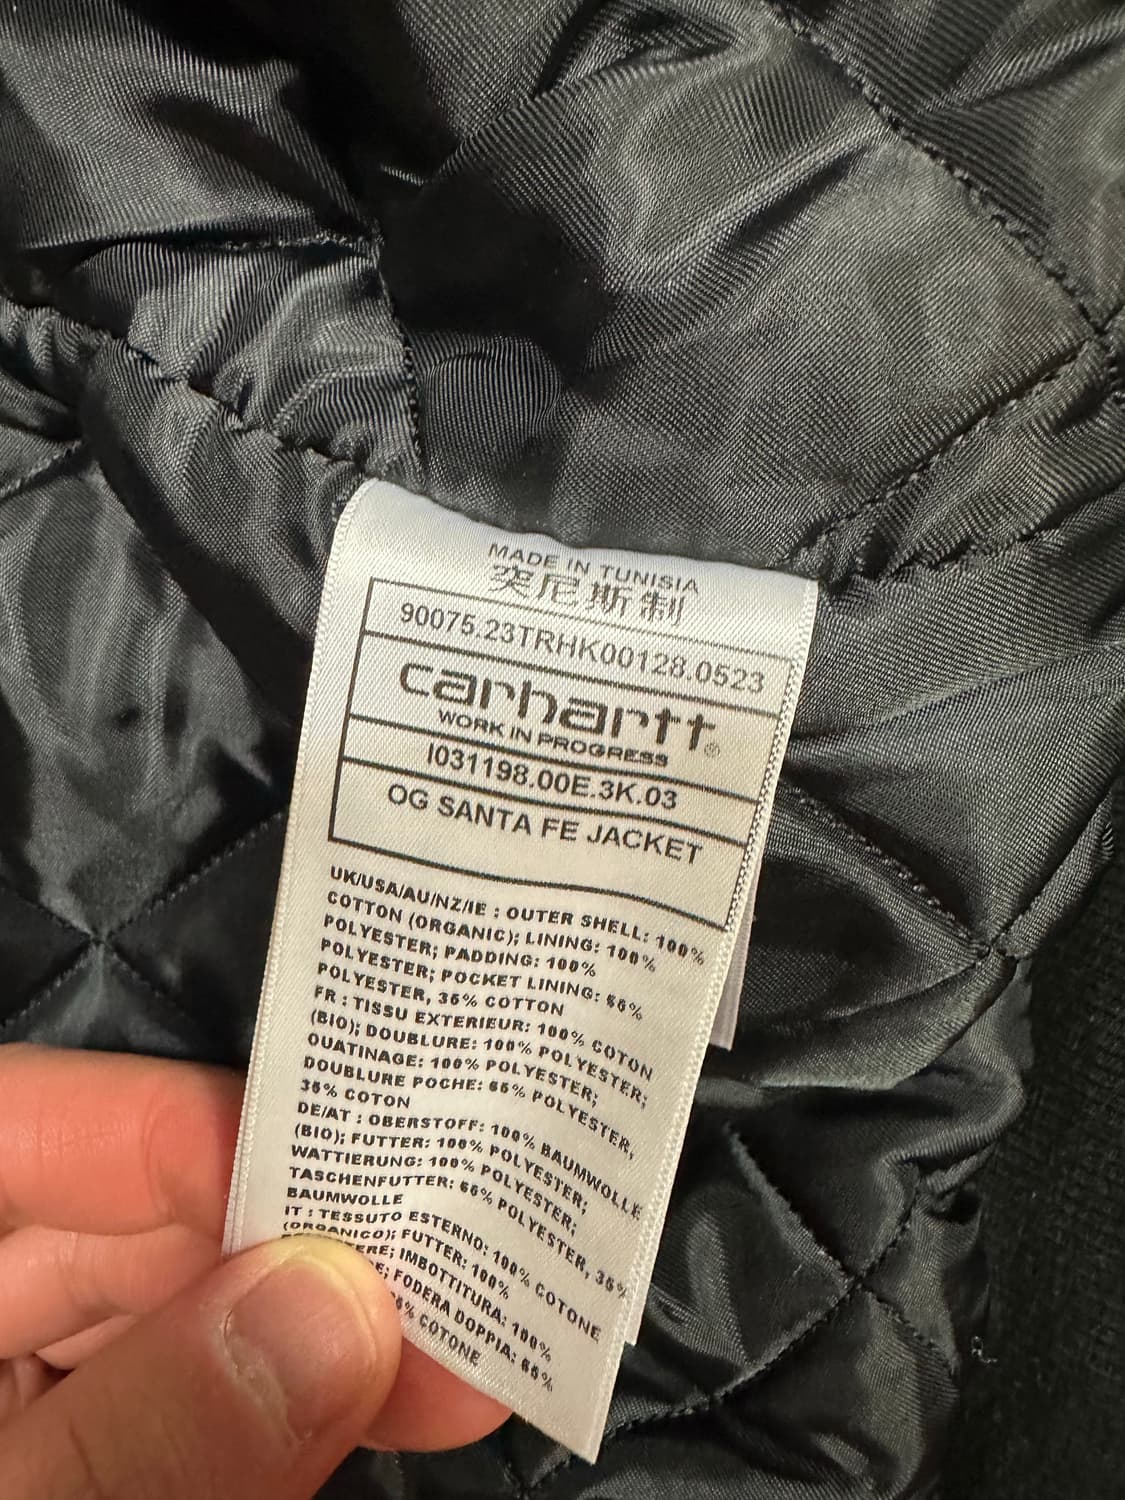 MADE IN TUNISIA
突尼斯制
90075.23TRHK00128.0523
carhartt®
WORK IN PROGRESS
I031198.00E.3K.03
OG SANTA FE JACKET
UK/USA/AU/NZ/IE : OUTER SHELL: 100%
COTTON (ORGANIC); LINING: 100%
POLYESTER; PADDING: 100%
POLYESTER; POCKET LINING: 65%
POLYESTER, 35% COTTON
FR : TISSU EXTERIEUR: 100% COTON
(BIO); DOUBLURE: 100% POLYESTER;
OUATINAGE: 100% POLYESTER;
DOUBLURE POCHE: 65% POLYESTER,
35% COTON
DE/AT : OBERSTOFF: 100% BAUMWOLLE
(BIO); FUTTER: 100% POLYESTER;
WATTIERUNG: 100% POLYESTER;
TASCHENFUTTER: 65% POLYESTER, 35%
BAUMWOLLE
IT : TESSUTO ESTERNO: 100% COTONE
(ORGANICO); FUTTER: 100%
IMBOTTITURA: 100%
FODERA DOPPIA: 65%
COTONE